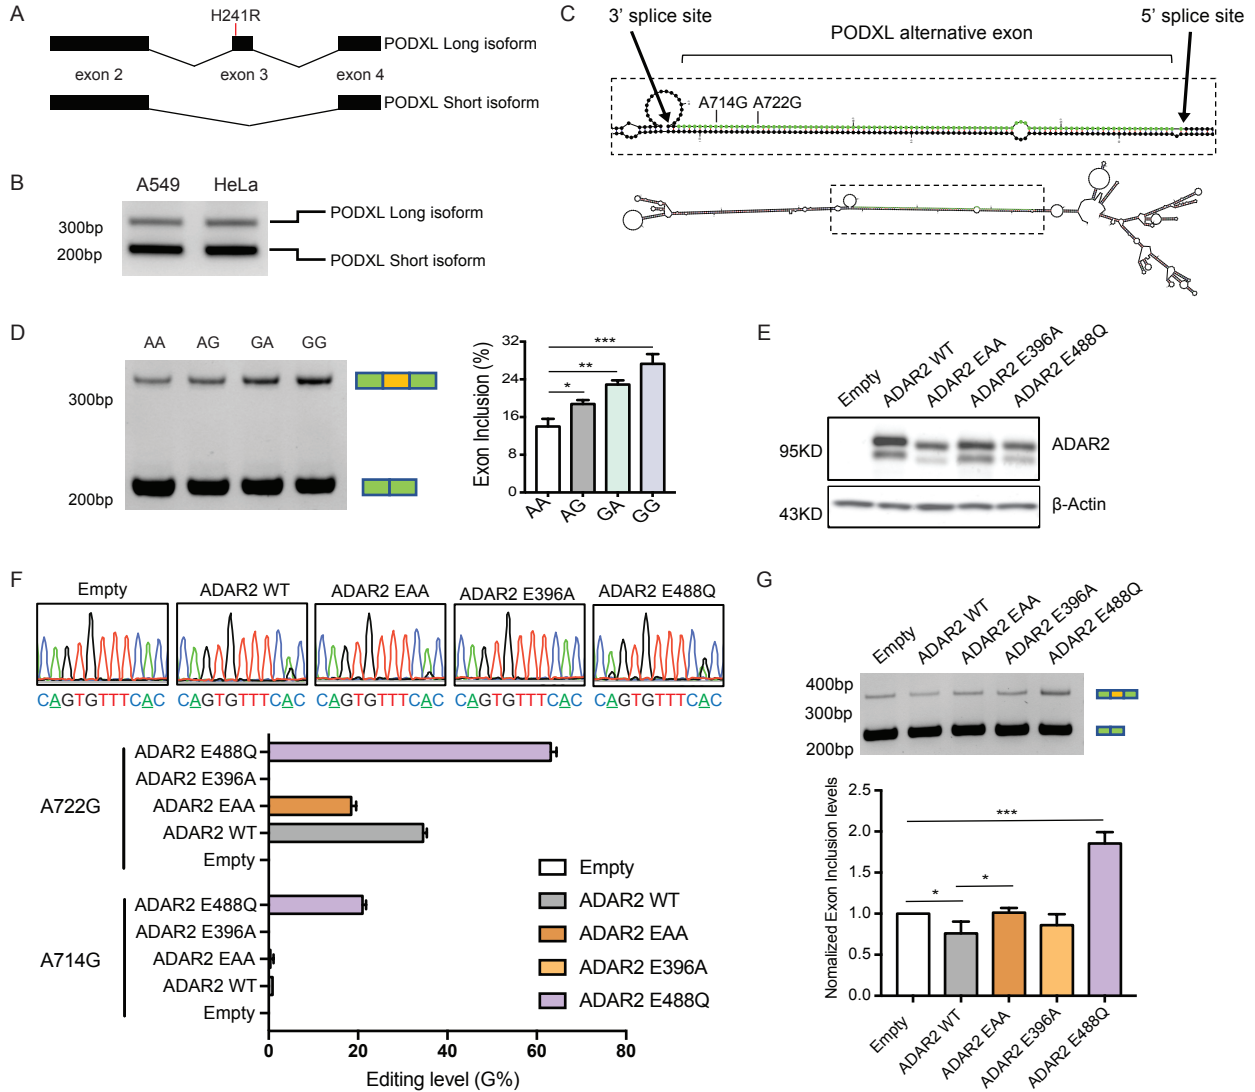 A
H241R
PODXL Long isoform
exon 2
exon 3
exon 4
PODXL Short isoform
B
A549
HeLa
300bp
200bp
PODXL Long isoform
PODXL Short isoform
C
3' splice site
5' splice site
PODXL alternative exon
A714G
A722G
D
AA
AG
GA
GG
300bp
200bp
Exon Inclusion (%)
32
24
16
8
0
*
**
***
AA
AG
GA
GG
E
Empty
ADAR2 WT
ADAR2 EAA
ADAR2 E396A
ADAR2 E488Q
95KD
ADAR2
43KD
β-Actin
F
Empty
ADAR2 WT
ADAR2 EAA
ADAR2 E396A
ADAR2 E488Q
CAGTGTTTCAC
CAGTGTTTCAC
CAGTGTTTCAC
CAGTGTTTCAC
CAGTGTTTCAC
A722G
ADAR2 E488Q
ADAR2 E396A
ADAR2 EAA
ADAR2 WT
Empty
A714G
ADAR2 E488Q
ADAR2 E396A
ADAR2 EAA
ADAR2 WT
Empty
0
20
40
60
80
Editing level (G%)
Empty
ADAR2 WT
ADAR2 EAA
ADAR2 E396A
ADAR2 E488Q
G
Empty
ADAR2 WT
ADAR2 EAA
ADAR2 E396A
ADAR2 E488Q
400bp
300bp
200bp
Nomalized Exon Inclusion levels
2.5
2.0
1.5
1.0
0.5
0.0
*
*
***
Empty
ADAR2 WT
ADAR2 EAA
ADAR2 E396A
ADAR2 E488Q